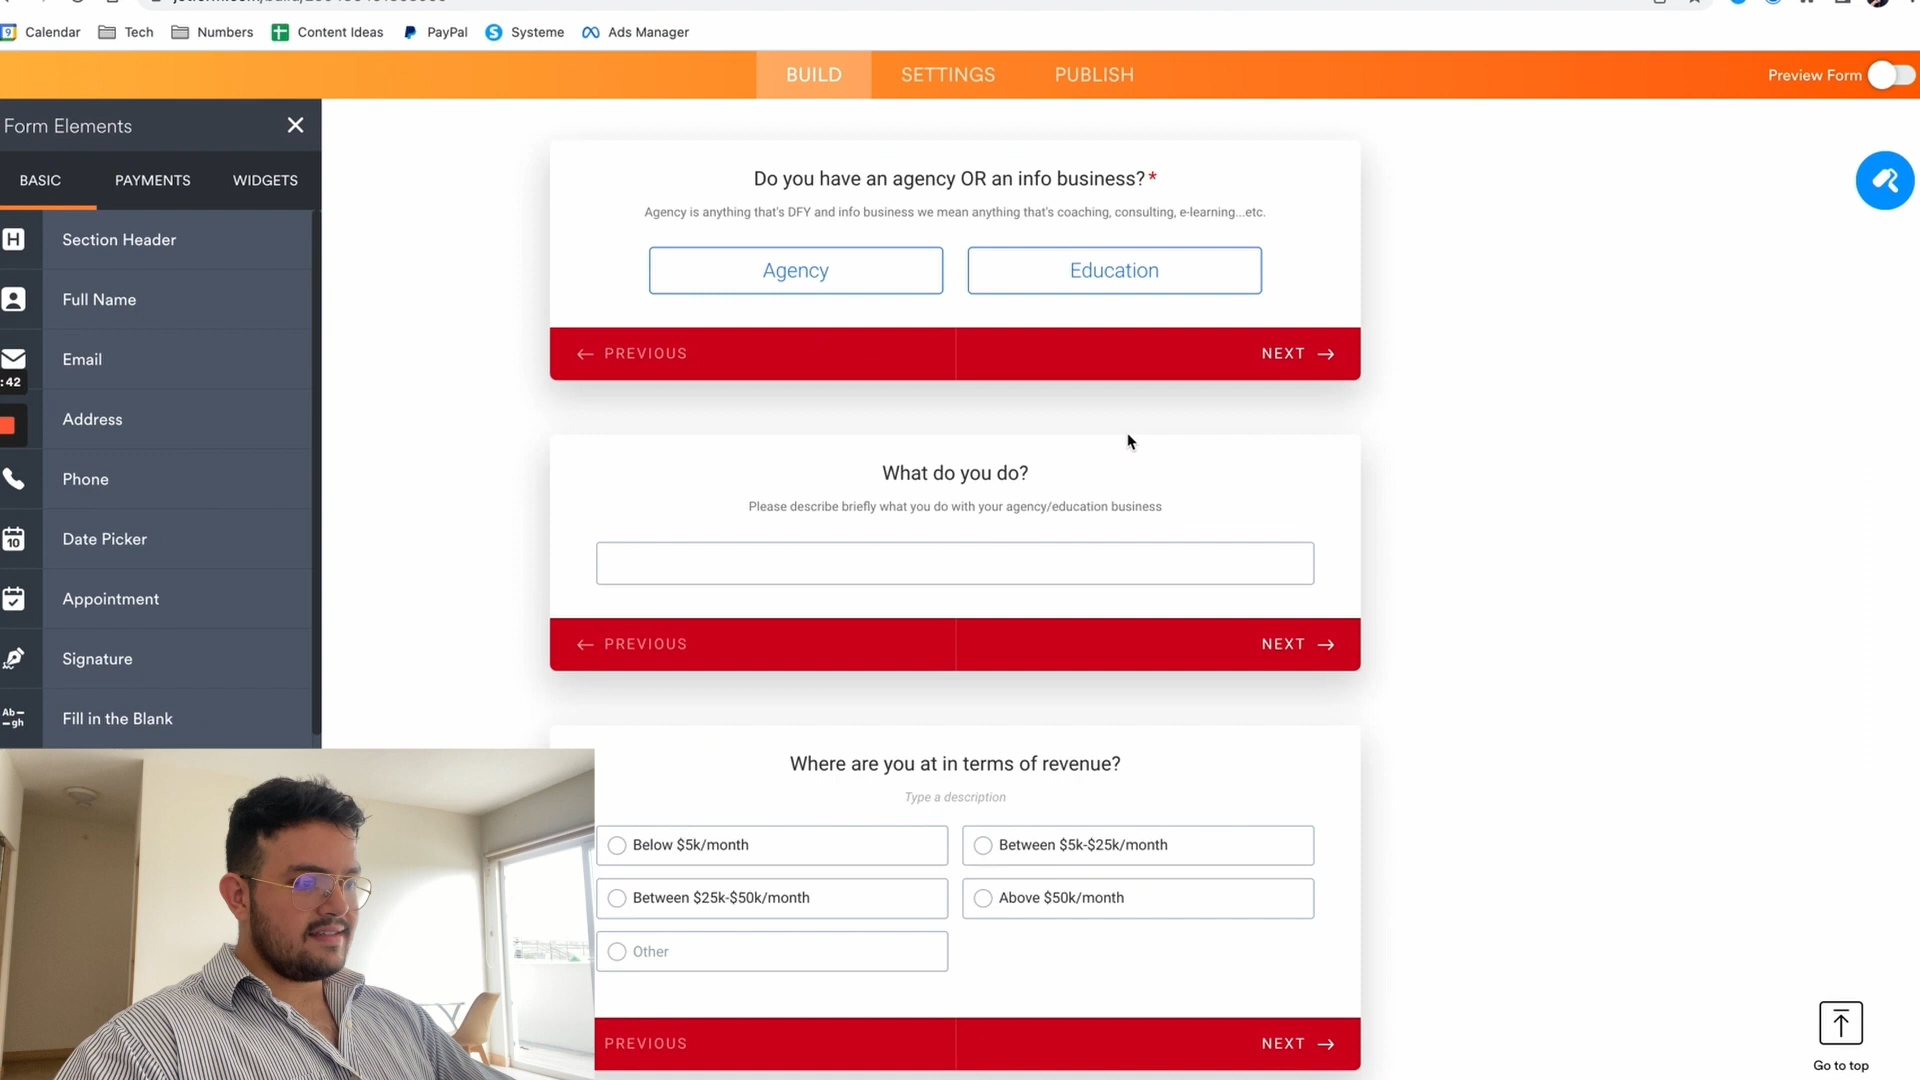 Calendar
Tech
Numbers
Content Ideas
PayPal
Systeme
Ads Manager
BUILD
SETTINGS
PUBLISH
Preview Form
Form Elements
BASIC
PAYMENTS
WIDGETS
Section Header
Full Name
Email
:42
Address
Phone
Date Picker
Appointment
Signature
Fill in the Blank
Do you have an agency OR an info business?*
Agency is anything that's DFY and info business we mean anything that's coaching, consulting, e-learning...etc.
Agency
Education
PREVIOUS
NEXT
What do you do?
Please describe briefly what you do with your agency/education business
PREVIOUS
NEXT
Where are you at in terms of revenue?
Type a description
Below $5k/month
Between $5k-$25k/month
Between $25k-$50k/month
Above $50k/month
Other
PREVIOUS
NEXT
Go to top